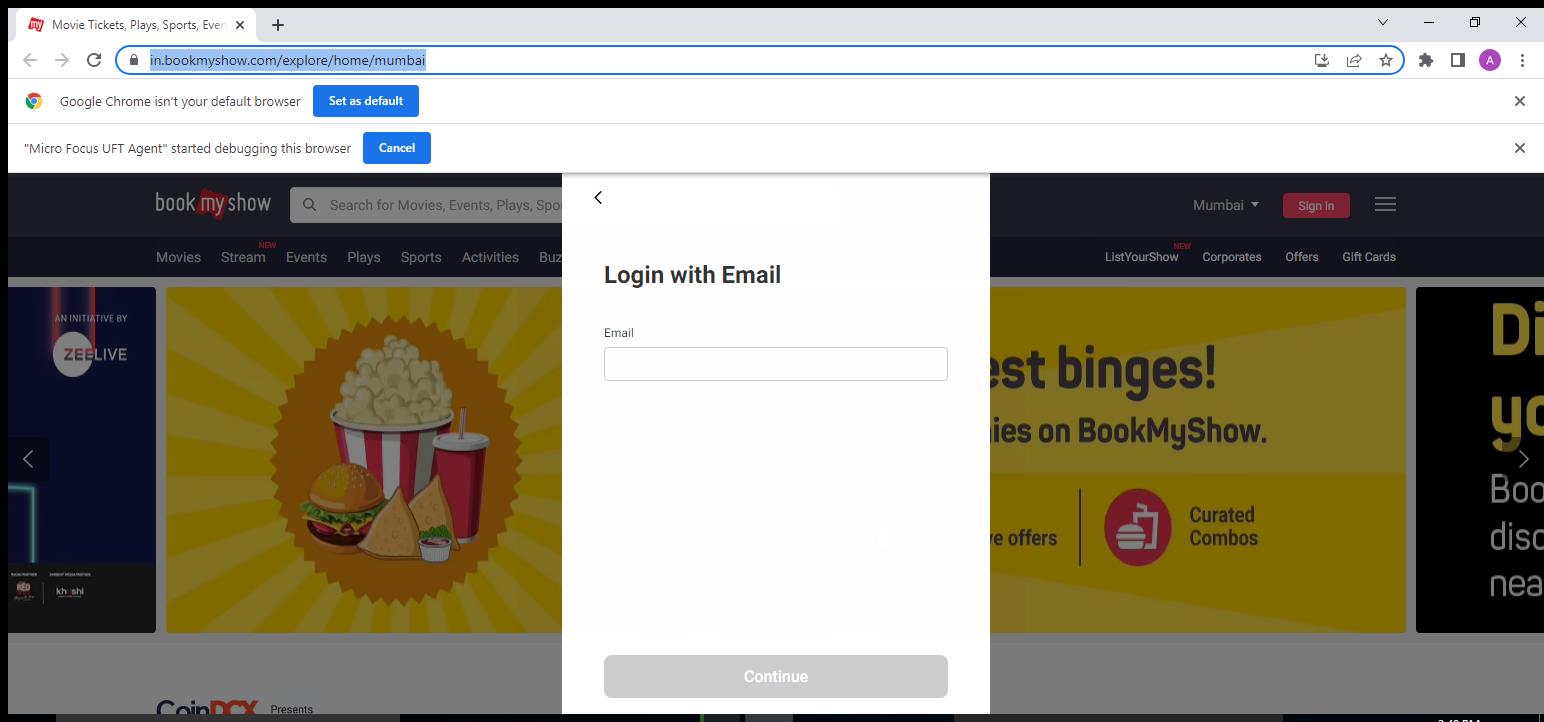 my Movie Tickets, Plays, Sports, Even
in.bookmyshow.com/explore/home/mumbai
A
Google Chrome isn't your default browser Set as default
"Micro Focus UFT Agent" started debugging this browser Cancel
book my show
Search for Movies, Events, Plays, Spo
Mumbai
Sign In
Movies Stream NEW Events Plays Sports Activities Buz
ListYourShow NEW Corporates Offers Gift Cards
Login with Email
Email
Continue
AN INITIATIVE BY
ZEELIVE
RED
khushi
est binges!
ies on BookMyShow.
ve offers
Curated
Combos
Di
yo
Boo
disc
nea
CoinDCX Presents